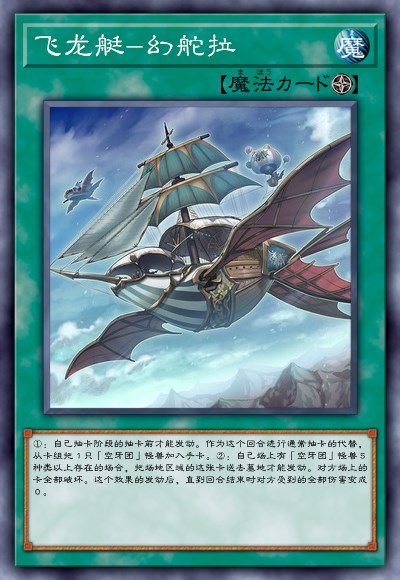 飞龙艇-幻舵拉
魔
【魔法カード】
まほう
①：自己抽卡阶段的抽卡前才能发动。作为这个回合进行通常抽卡的代替，
从卡组把1只「空牙团」怪兽加入手卡。②：自己场上有「空牙团」怪兽5
种类以上存在的场合，把场地区域的这张卡送去墓地才能发动。对方场上的
卡全部破坏。这个效果的发动后，直到回合结束时对方受到的全部伤害变成
0。